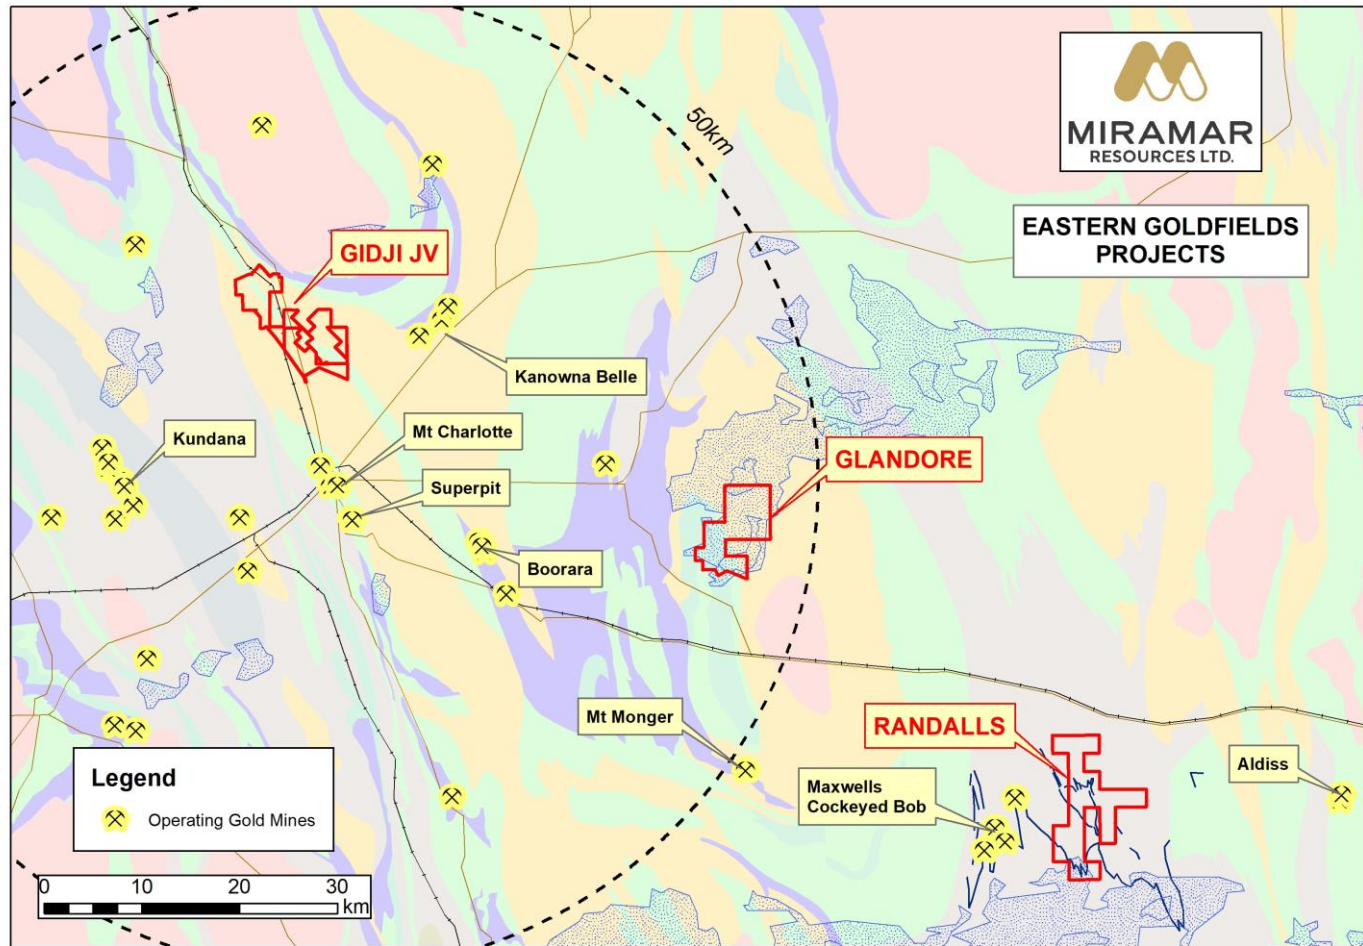 50km
MIRAMAR
RESOURCES LTD.
EASTERN GOLDFIELDS
PROJECTS
GIDJI JV
Kanowna Belle
Mt Charlotte
Kundana
Superpit
GLANDORE
Boorara
Mt Monger
RANDALLS
Maxwells
Cockeyed Bob
Aldiss
Legend
Operating Gold Mines
0 10 20 30
km